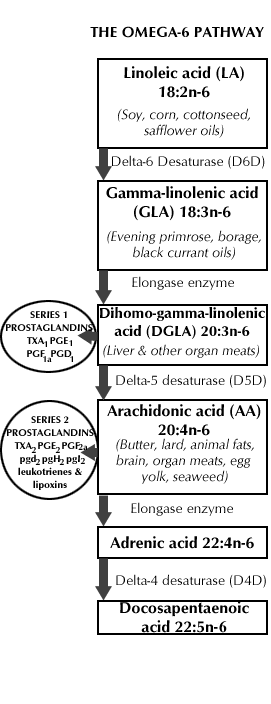 THE OMEGA-6 PATHWAY
Linoleic acid (LA)
18:2n-6
(Soy, corn, cottonseed,
safflower oils)
Delta-6 Desaturase (D6D)
Gamma-linolenic acid
(GLA) 18:3n-6
(Evening primrose, borage,
black currant oils)
Elongase enzyme
SERIES 1
PROSTAGLANDINS
TXA1 PGE1
PGF1a PGD1
Dihomo-gamma-linolenic
acid (DGLA) 20:3n-6
(Liver & other organ meats)
Delta-5 desaturase (D5D)
SERIES 2
PROSTAGLANDINS
TXA2 PGE2 PGF2a
pgd2 pgH2 pgI2
leukotrienes &
lipoxins
Arachidonic acid (AA)
20:4n-6
(Butter, lard, animal fats,
brain, organ meats, egg
yolk, seaweed)
Elongase enzyme
Adrenic acid 22:4n-6
Delta-4 desaturase (D4D)
Docosapentaenoic
acid 22:5n-6